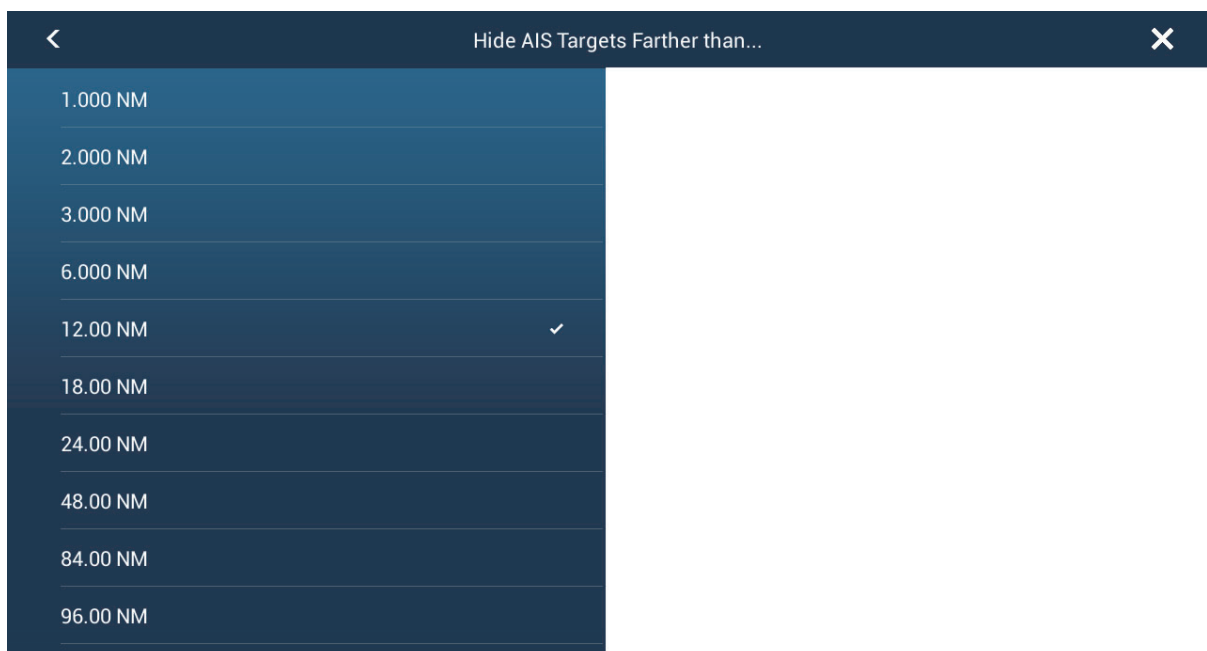 Hide AIS Targets Farther than...
1.000 NM
2.000 NM
3.000 NM
6.000 NM
12.00 NM
18.00 NM
24.00 NM
48.00 NM
84.00 NM
96.00 NM